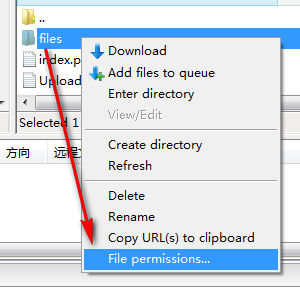 ..
files
Download
index.p
Add files to queue
Upload
Enter directory
View/Edit
Selected 1
Create directory
方向
远程
Refresh
Delete
Rename
Copy URL(s) to clipboard
File permissions...